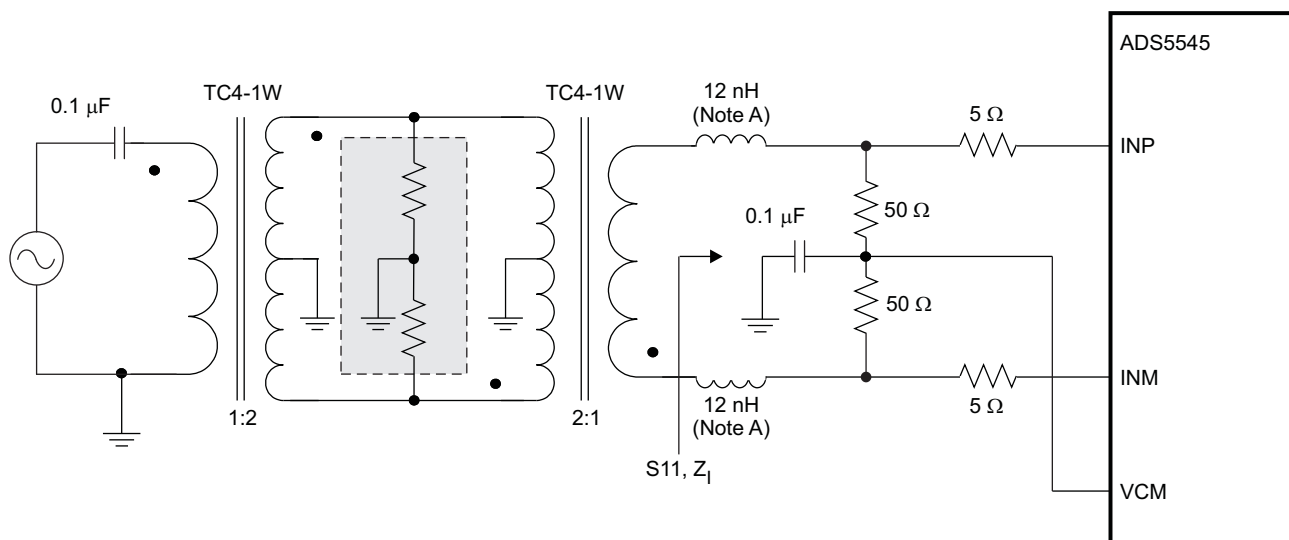 ADS5545
0.1 μF
TC4-1W
TC4-1W
12 nH
(Note A)
5 Ω
INP
50 Ω
0.1 μF
50 Ω
INM
5 Ω
12 nH
(Note A)
1:2
2:1
S11, ZI
VCM